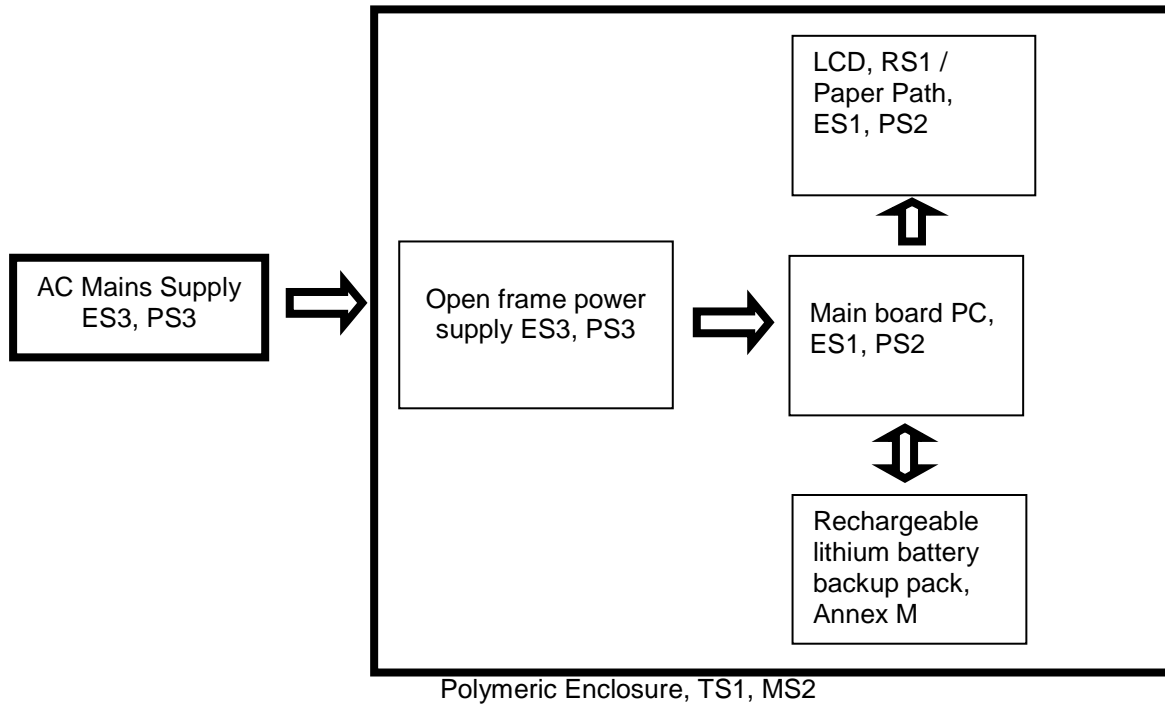 AC Mains Supply
ES3, PS3
Open frame power
supply ES3, PS3
LCD, RS1 /
Paper Path,
ES1, PS2
Main board PC,
ES1, PS2
Rechargeable
lithium battery
backup pack,
Annex M
Polymeric Enclosure, TS1, MS2